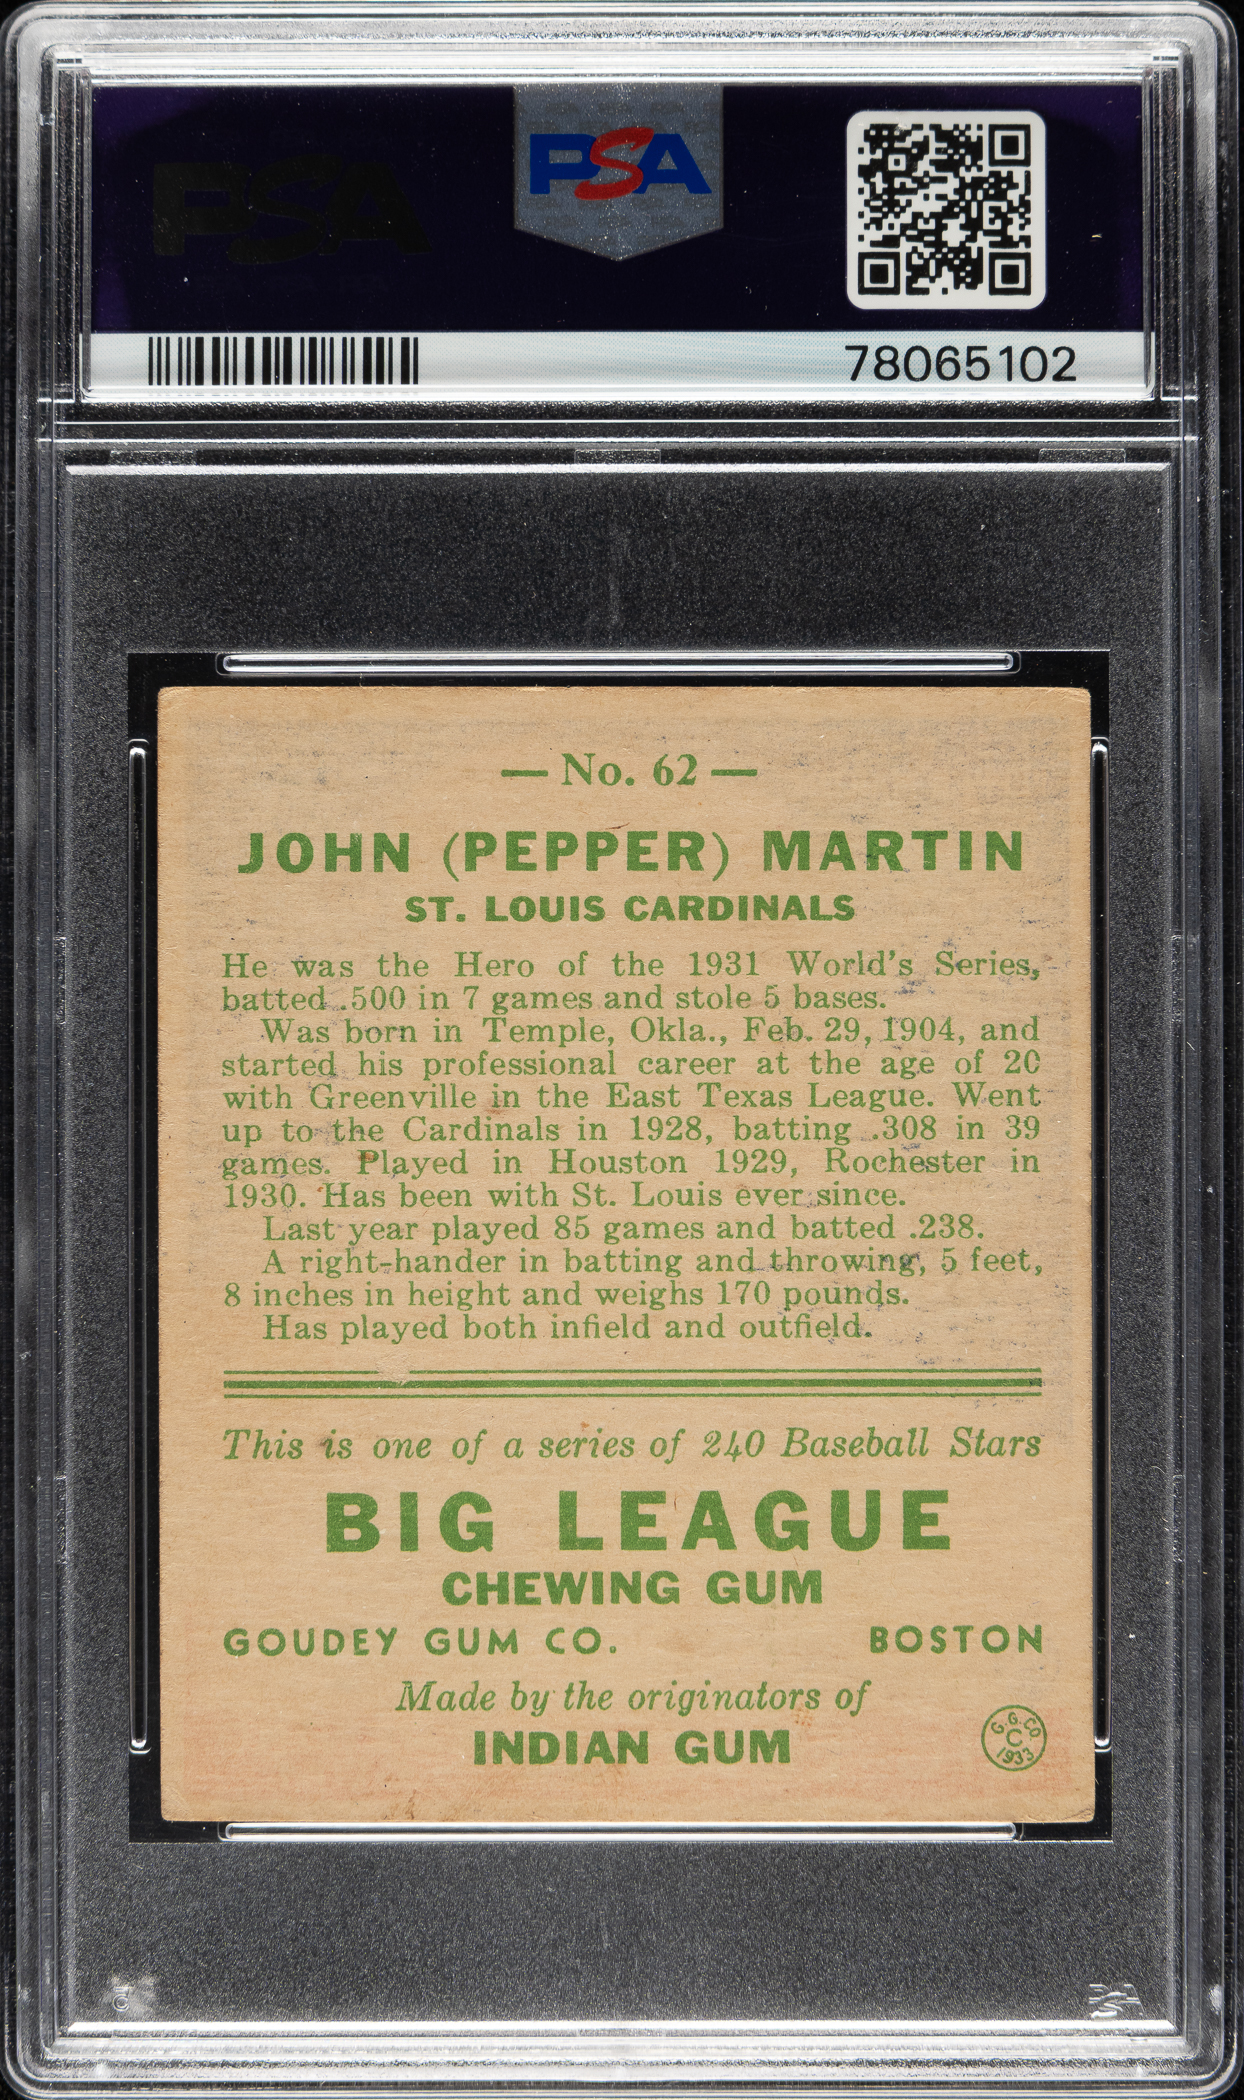 PSA
PSA
78065102
— No. 62 —
JOHN (PEPPER) MARTIN
ST. LOUIS CARDINALS
He was the Hero of the 1931 World's Series,
batted .500 in 7 games and stole 5 bases.
Was born in Temple, Okla., Feb. 29, 1904, and
started his professional career at the age of 20
with Greenville in the East Texas League. Went
up to the Cardinals in 1928, batting .308 in 39
games. Played in Houston 1929, Rochester in
1930. Has been with St. Louis ever since.
Last year played 85 games and batted .238.
A right-hander in batting and throwing, 5 feet,
8 inches in height and weighs 170 pounds.
Has played both infield and outfield.
This is one of a series of 240 Baseball Stars
BIG LEAGUE
CHEWING GUM
GOUDEY GUM CO. BOSTON
Made by the originators of
INDIAN GUM
G.G.CO
C
1933